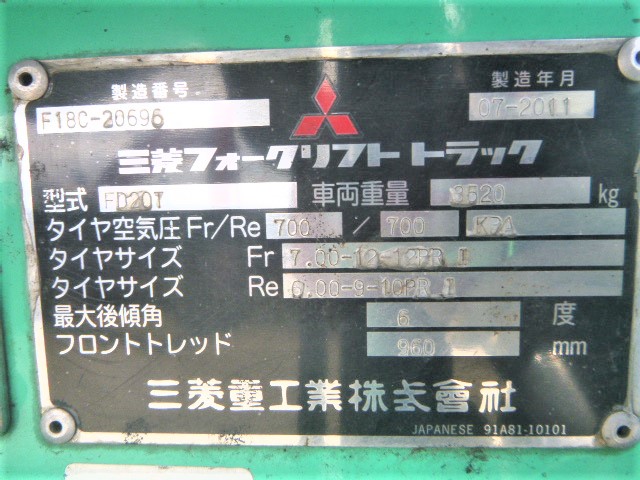 製造番号 製造年月
F18C-20696 07-2011
三菱フォークリフトトラック
型式 FD20T 車両重量 3520 kg
タイヤ空気圧 Fr/Re 700 / 700 KPA
タイヤサイズ Fr 7.00-12-12PR I
タイヤサイズ Re 6.00-9-10PR I
最大後傾角 6 度
フロントトレッド 960 mm
三菱重工業株式會社
JAPANESE 91A81-10101